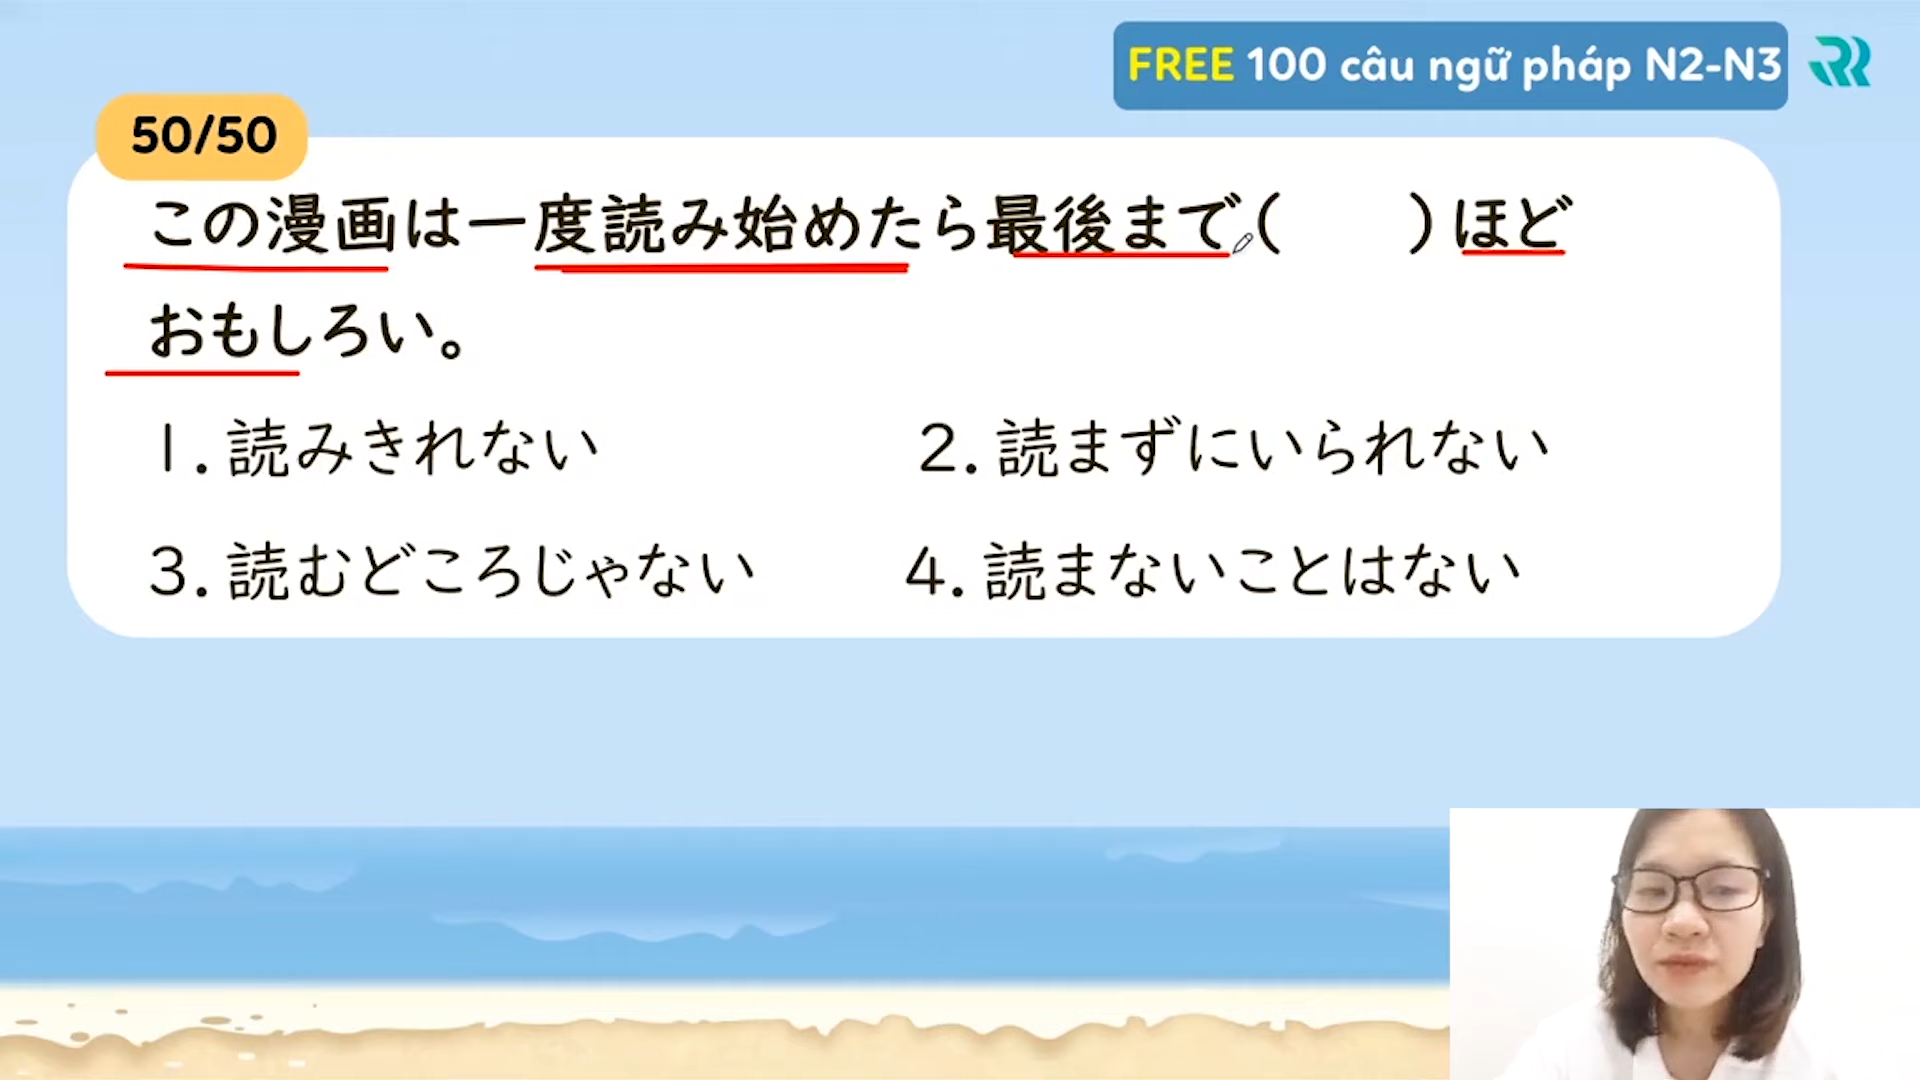 FREE 100 câu ngữ pháp N2-N3
50/50
この漫画は一度読み始めたら最後まで(　　)ほど
おもしろい。
1. 読みきれない
2. 読まずにいられない
3. 読むどころじゃない
4. 読まないことはない